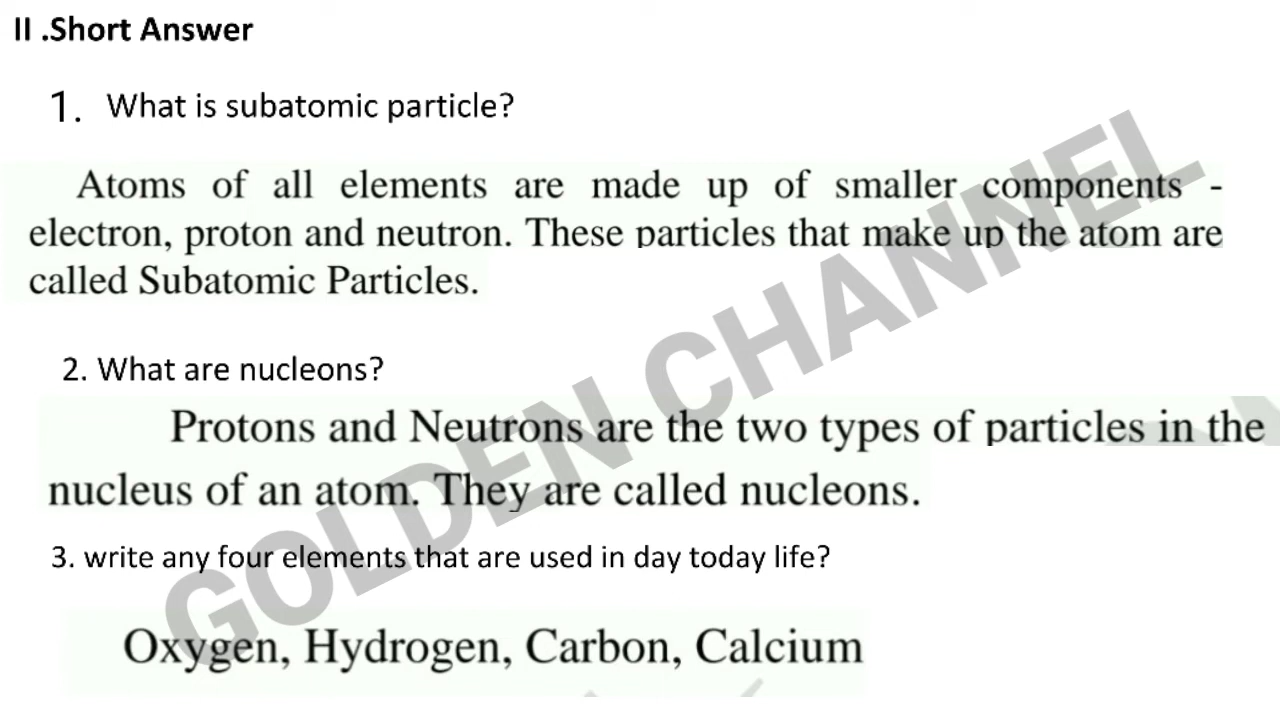 II .Short Answer
1. What is subatomic particle?
Atoms of all elements are made up of smaller components -
electron, proton and neutron. These particles that make up the atom are
called Subatomic Particles.
2. What are nucleons?
Protons and Neutrons are the two types of particles in the
nucleus of an atom. They are called nucleons.
3. write any four elements that are used in day today life?
Oxygen, Hydrogen, Carbon, Calcium
GOLDEN CHANNEL